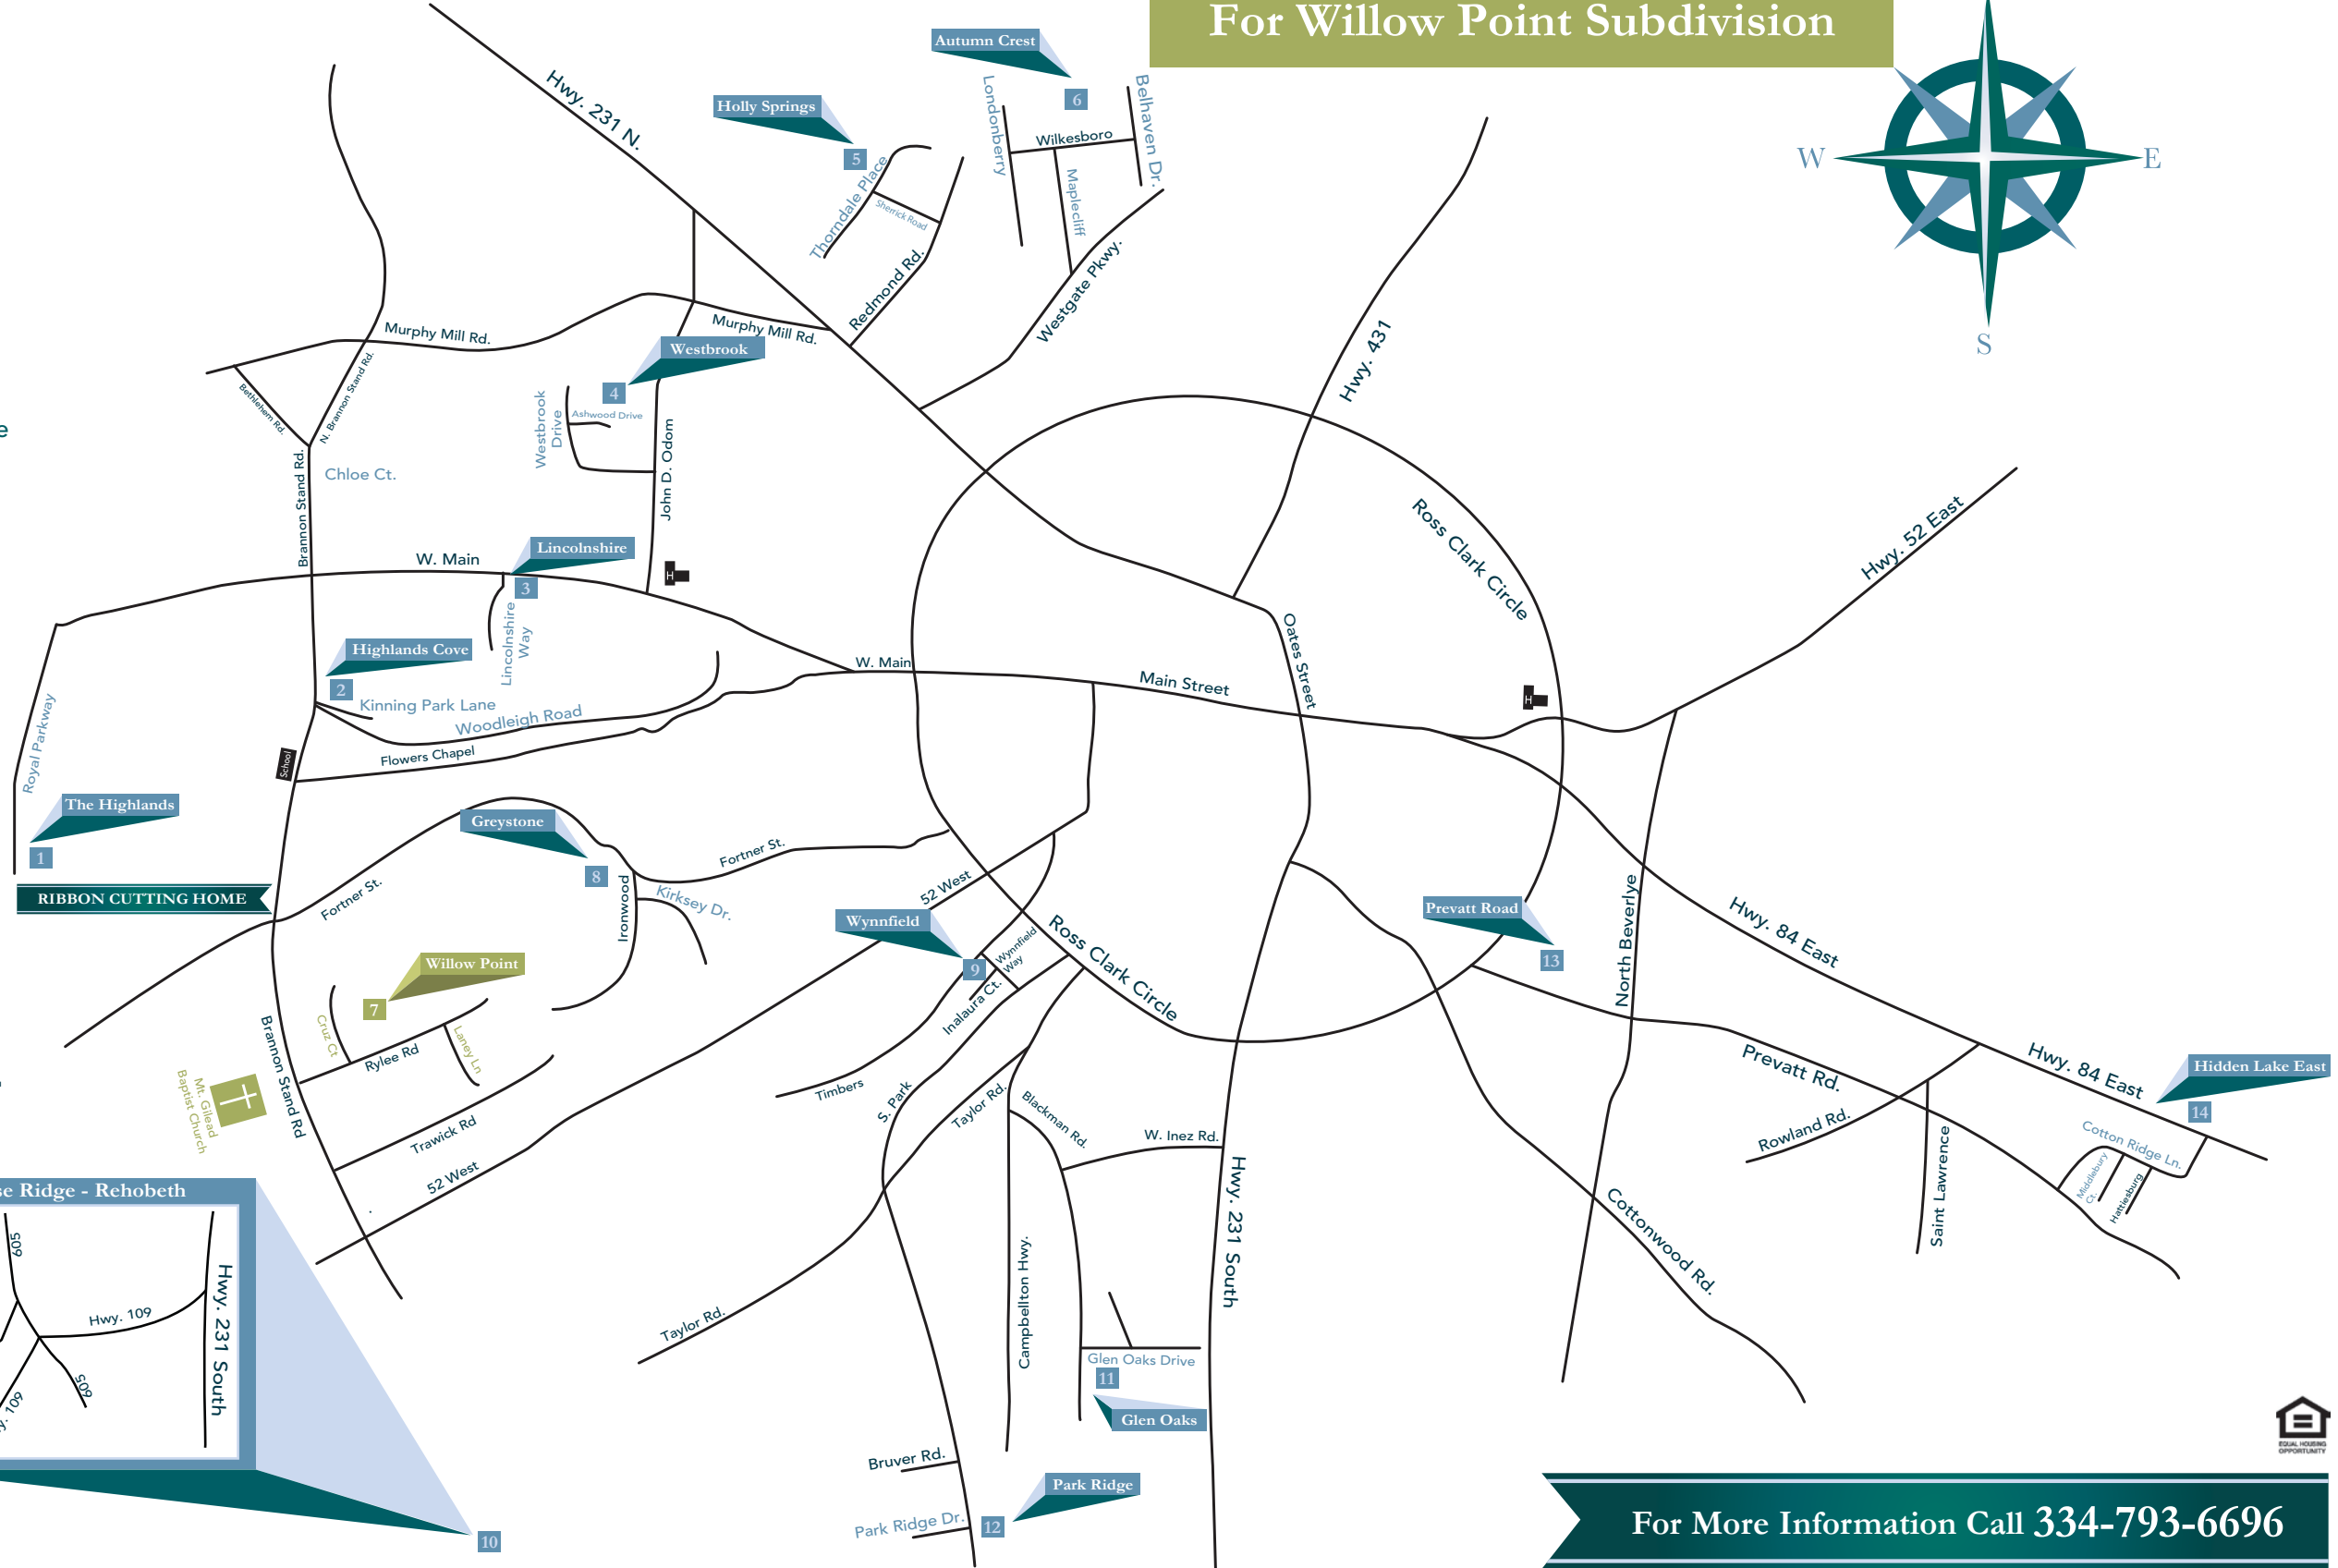 For Willow Point Subdivision
Autumn Crest
6
Londonberry
Belhaven Dr.
Wilkesboro
Maplecliff
Hwy. 231 N.
Holly Springs
5
Thorndale Place
Sherrick Road
Redmond Rd.
Westgate Pkwy.
W
E
S
Hwy. 431
Murphy Mill Rd.
Murphy Mill Rd.
Westbrook
4
Bethlehem Rd.
N. Brannon Stand Rd.
Westbrook
Drive
Ashwood Drive
John D. Odom
e
Chloe Ct.
Brannon Stand Rd.
Ross Clark Circle
Hwy. 52 East
W. Main
Lincolnshire
3
H
Lincolnshire
Way
Oates Street
Highlands Cove
2
Kinning Park Lane
Woodleigh Road
W. Main
Main Street
H
Royal Parkway
School
Flowers Chapel
The Highlands
1
RIBBON CUTTING HOME
Greystone
8
Fortner St.
Fortner St.
Ironwood
Kirksey Dr.
52 West
Wynnfield
9
Wynnfield
Way
Inalaura Ct.
Ross Clark Circle
Prevatt Road
13
North Beverlye
Hwy. 84 East
Willow Point
7
Cruz Ct
Rylee Rd
Laney Ln
Brannon Stand Rd
Mt. Gilead
Baptist Church
Trawick Rd
52 West
Timbers
S. Park
Taylor Rd.
Blackman Rd.
W. Inez Rd.
Prevatt Rd.
Hwy. 84 East
Hidden Lake East
14
Rowland Rd.
Saint Lawrence
Cotton Ridge Ln.
Middlebury
Ct.
Hattiesburg
se Ridge - Rehobeth
605
Hwy. 109
Hwy. 231 South
605
y. 109
10
Taylor Rd.
Campbellton Hwy.
Hwy. 231 South
Cottonwood Rd.
Glen Oaks Drive
11
Glen Oaks
Bruver Rd.
Park Ridge
12
Park Ridge Dr.
EQUAL HOUSING
OPPORTUNITY
For More Information Call 334-793-6696